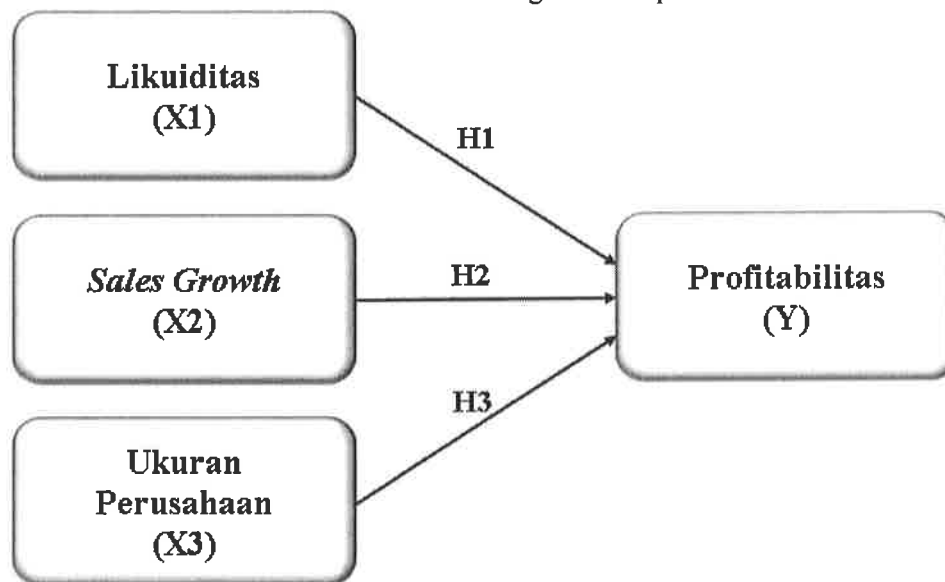 Likuiditas
(X1)
H1
Sales Growth
(X2)
H2
Profitabilitas
(Y)
H3
Ukuran
Perusahaan
(X3)